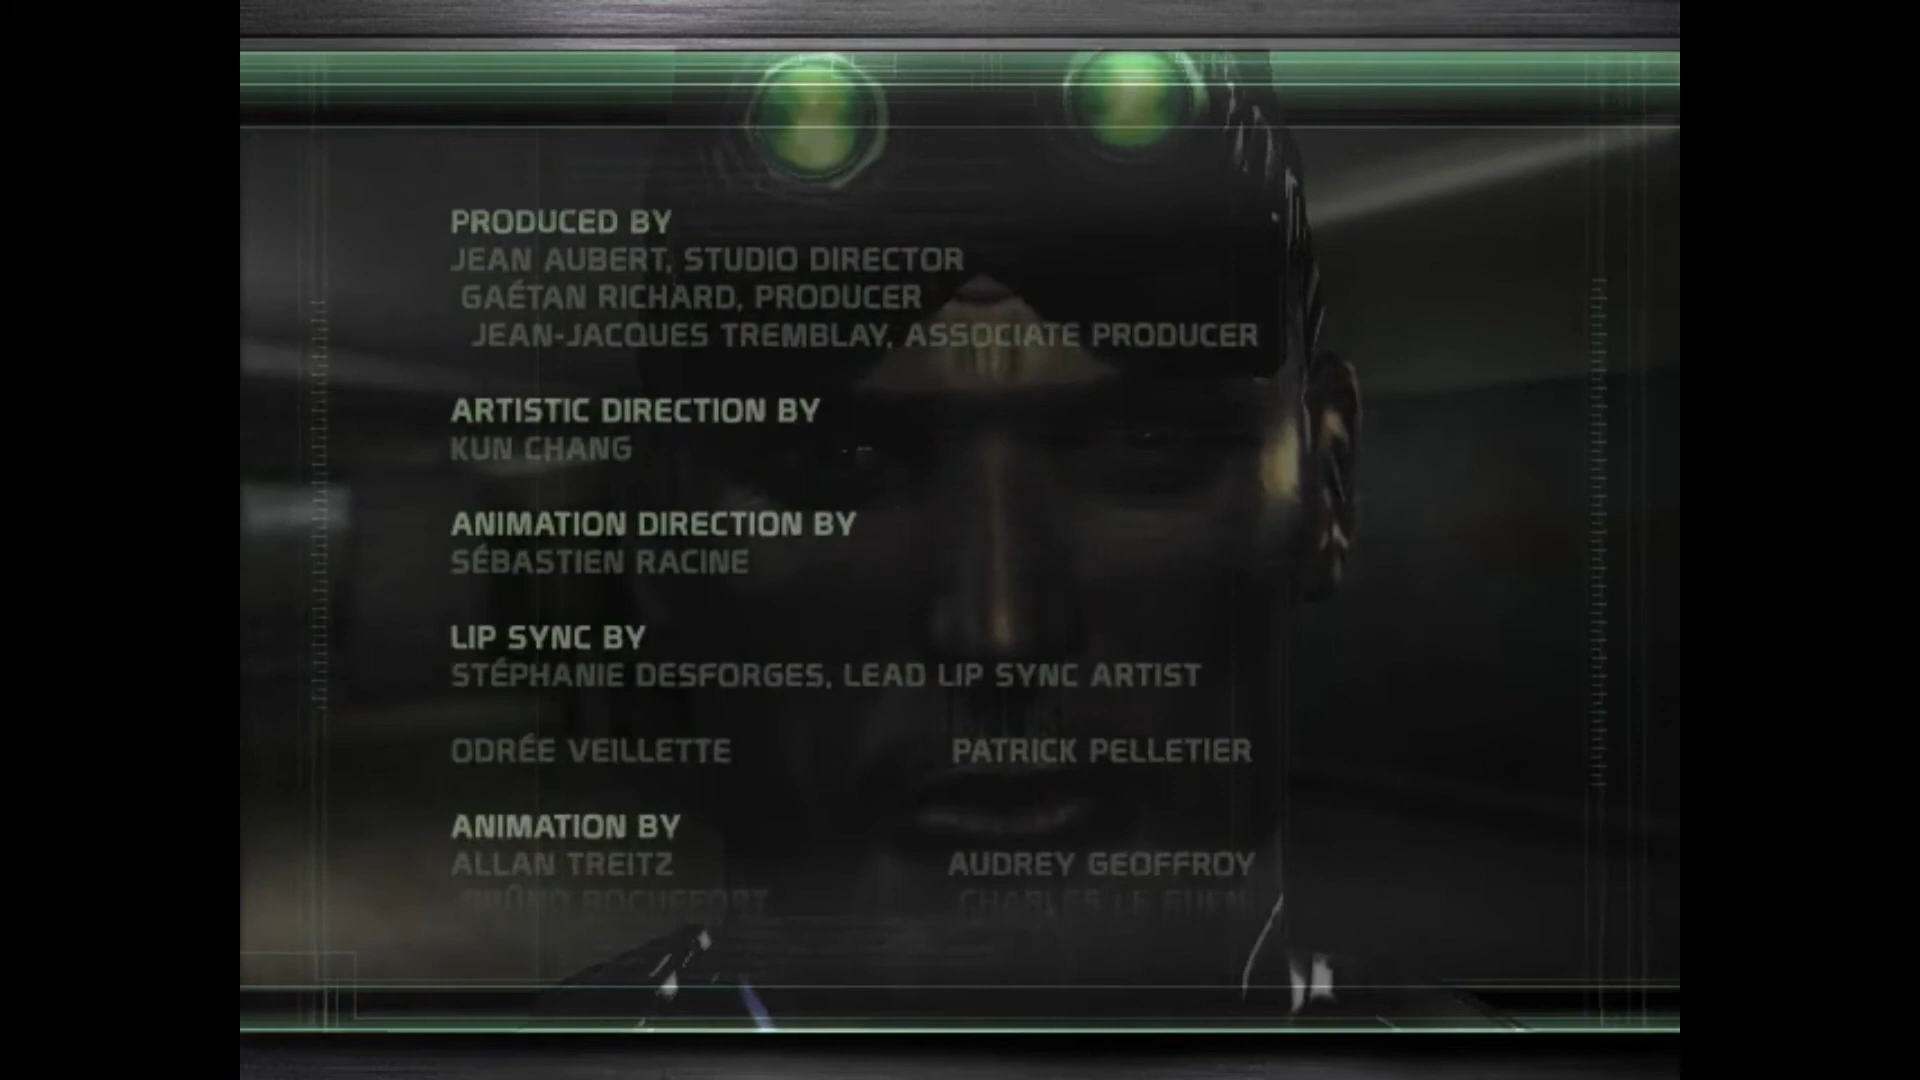 PRODUCED BY
JEAN AUBERT, STUDIO DIRECTOR
GAÉTAN RICHARD, PRODUCER
JEAN-JACQUES TREMBLAY, ASSOCIATE PRODUCER
ARTISTIC DIRECTION BY
KUN CHANG
ANIMATION DIRECTION BY
SÉBASTIEN RACINE
LIP SYNC BY
STÉPHANIE DESFORGES, LEAD LIP SYNC ARTIST
ODRÉE VEILLETTE PATRICK PELLETIER
ANIMATION BY
ALLAN TREITZ AUDREY GEOFFROY
CHARLES LE